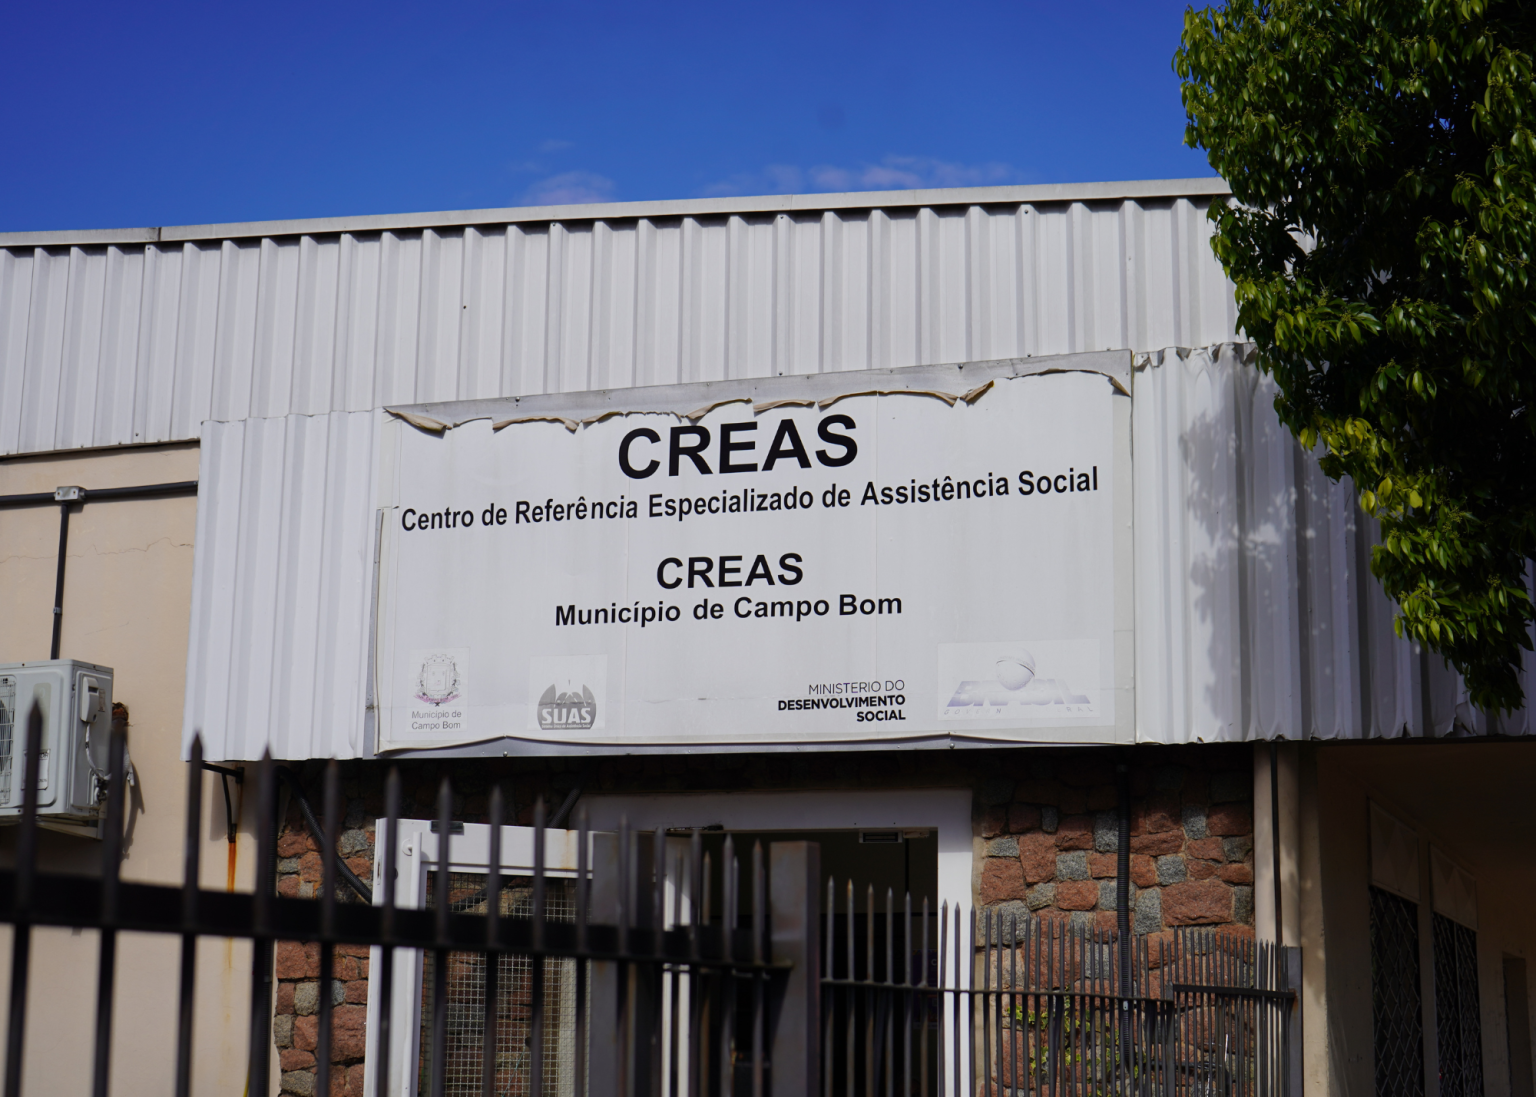 CREAS
Centro de Referência Especializado de Assistência Social
CREAS
Município de Campo Bom
Município de
Campo Bom
SUAS
MINISTERIO DO
DESENVOLVIMENTO
SOCIAL
BRASIL